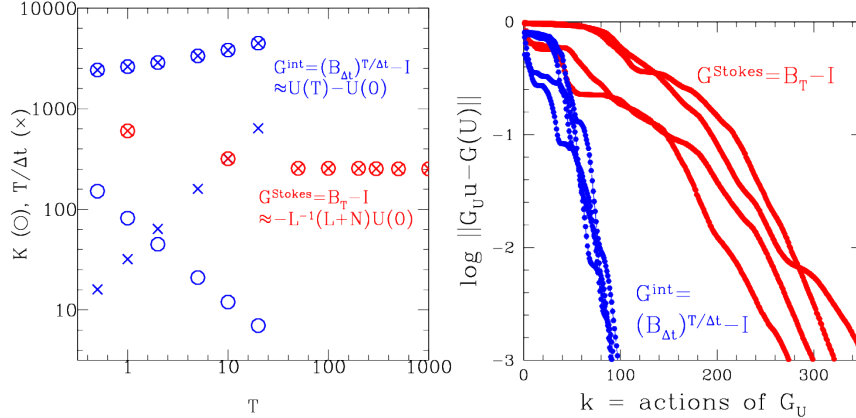 10000
1000
100
10
K (○), T/Δt (×)
G^int=(B_Δt)^T/Δt−I
≈U(T)−U(0)
G^Stokes=B_T−I
≈−L^−1(L+N)U(0)
1
10
100
1000
T
0
-1
-2
-3
log ||G_U u−G(U)||
G^Stokes=B_T−I
G^int=
(B_Δt)^T/Δt−I
0
100
200
300
k = actions of G_U